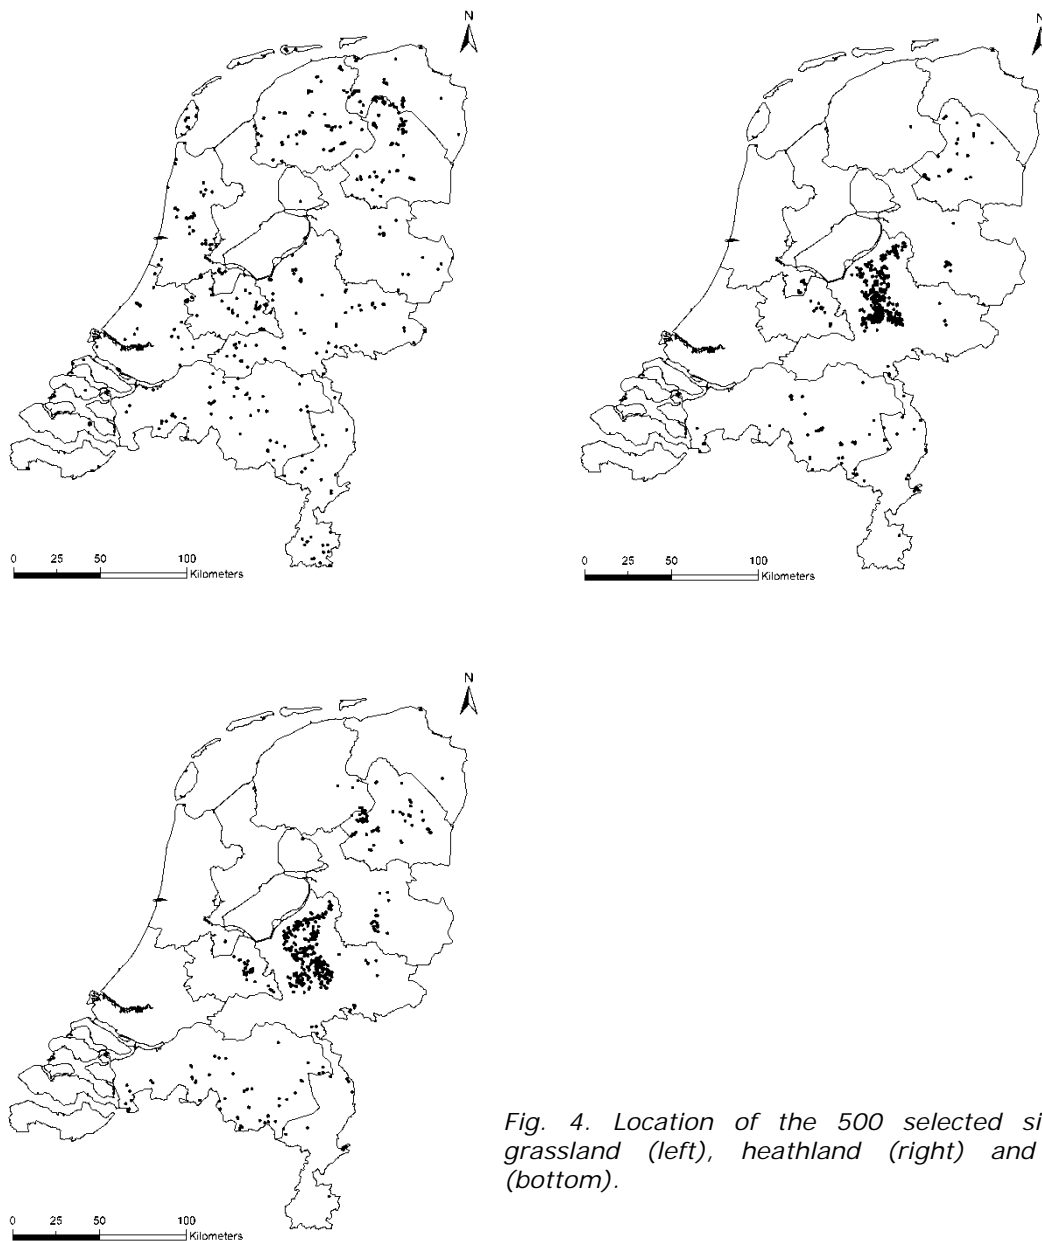 N
N
0 25 50 100
Kilometers
0 25 50 100
Kilometers
N
Fig. 4. Location of the 500 selected si
grassland (left), heathland (right) and
(bottom).
0 25 50 100
Kilometers